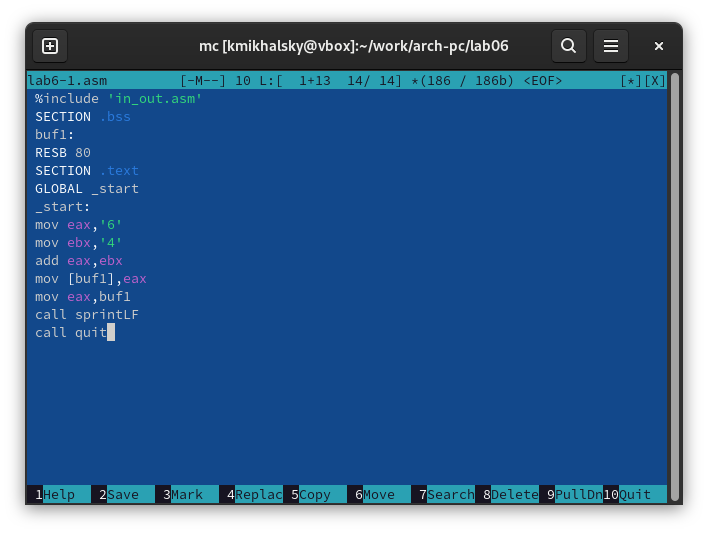 mc [kmikhalsky@vbox]:~/work/arch-pc/lab06
lab6-1.asm [-M--] 10 L:[ 1+13 14/ 14] *(186 / 186b) <EOF> [*][X]
%include 'in_out.asm'
SECTION .bss
buf1:
RESB 80
SECTION .text
GLOBAL _start
_start:
mov eax,'6'
mov ebx,'4'
add eax,ebx
mov [buf1],eax
mov eax,buf1
call sprintLF
call quit
1Help 2Save 3Mark 4Replac 5Copy 6Move 7Search 8Delete 9PullDn 10Quit